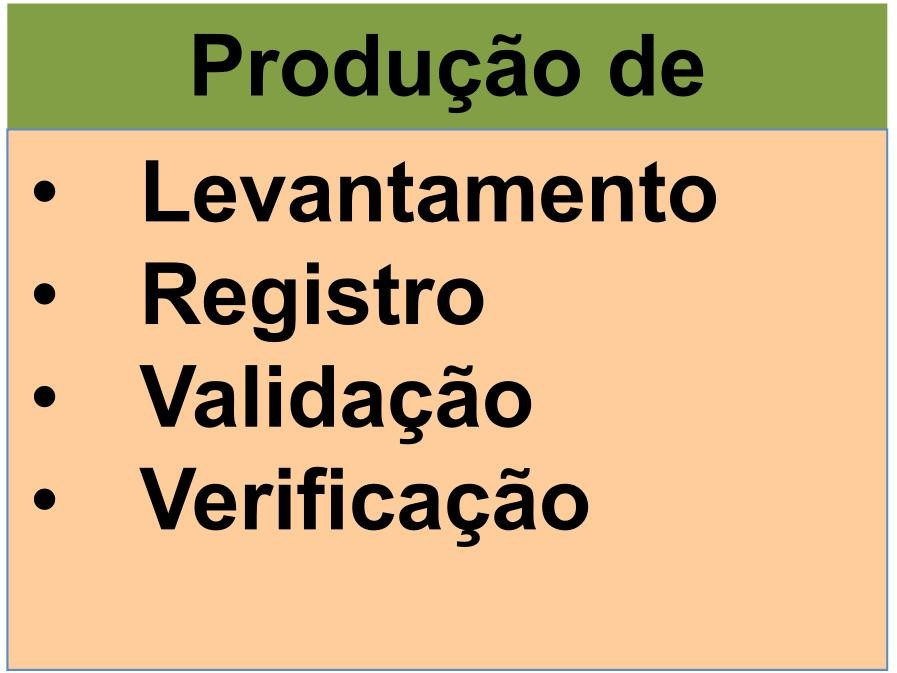 Produção de
• Levantamento
• Registro
• Validação
• Verificação